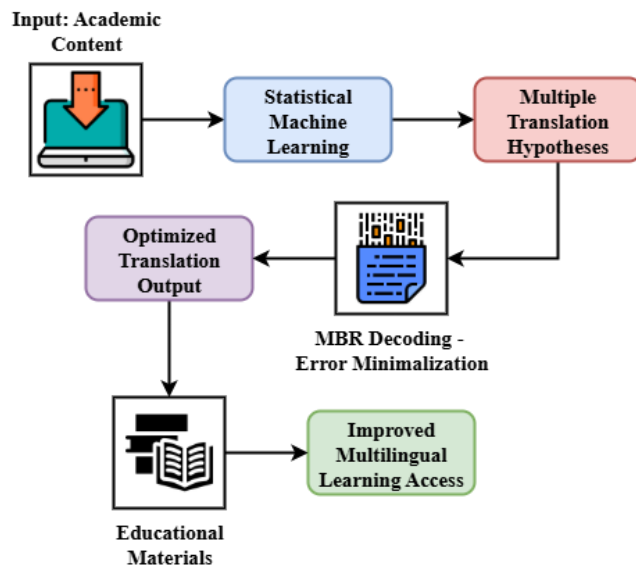 Input: Academic
Content
Statistical
Machine
Learning
Multiple
Translation
Hypotheses
Optimized
Translation
Output
MBR Decoding -
Error Minimalization
Educational
Materials
Improved
Multilingual
Learning Access